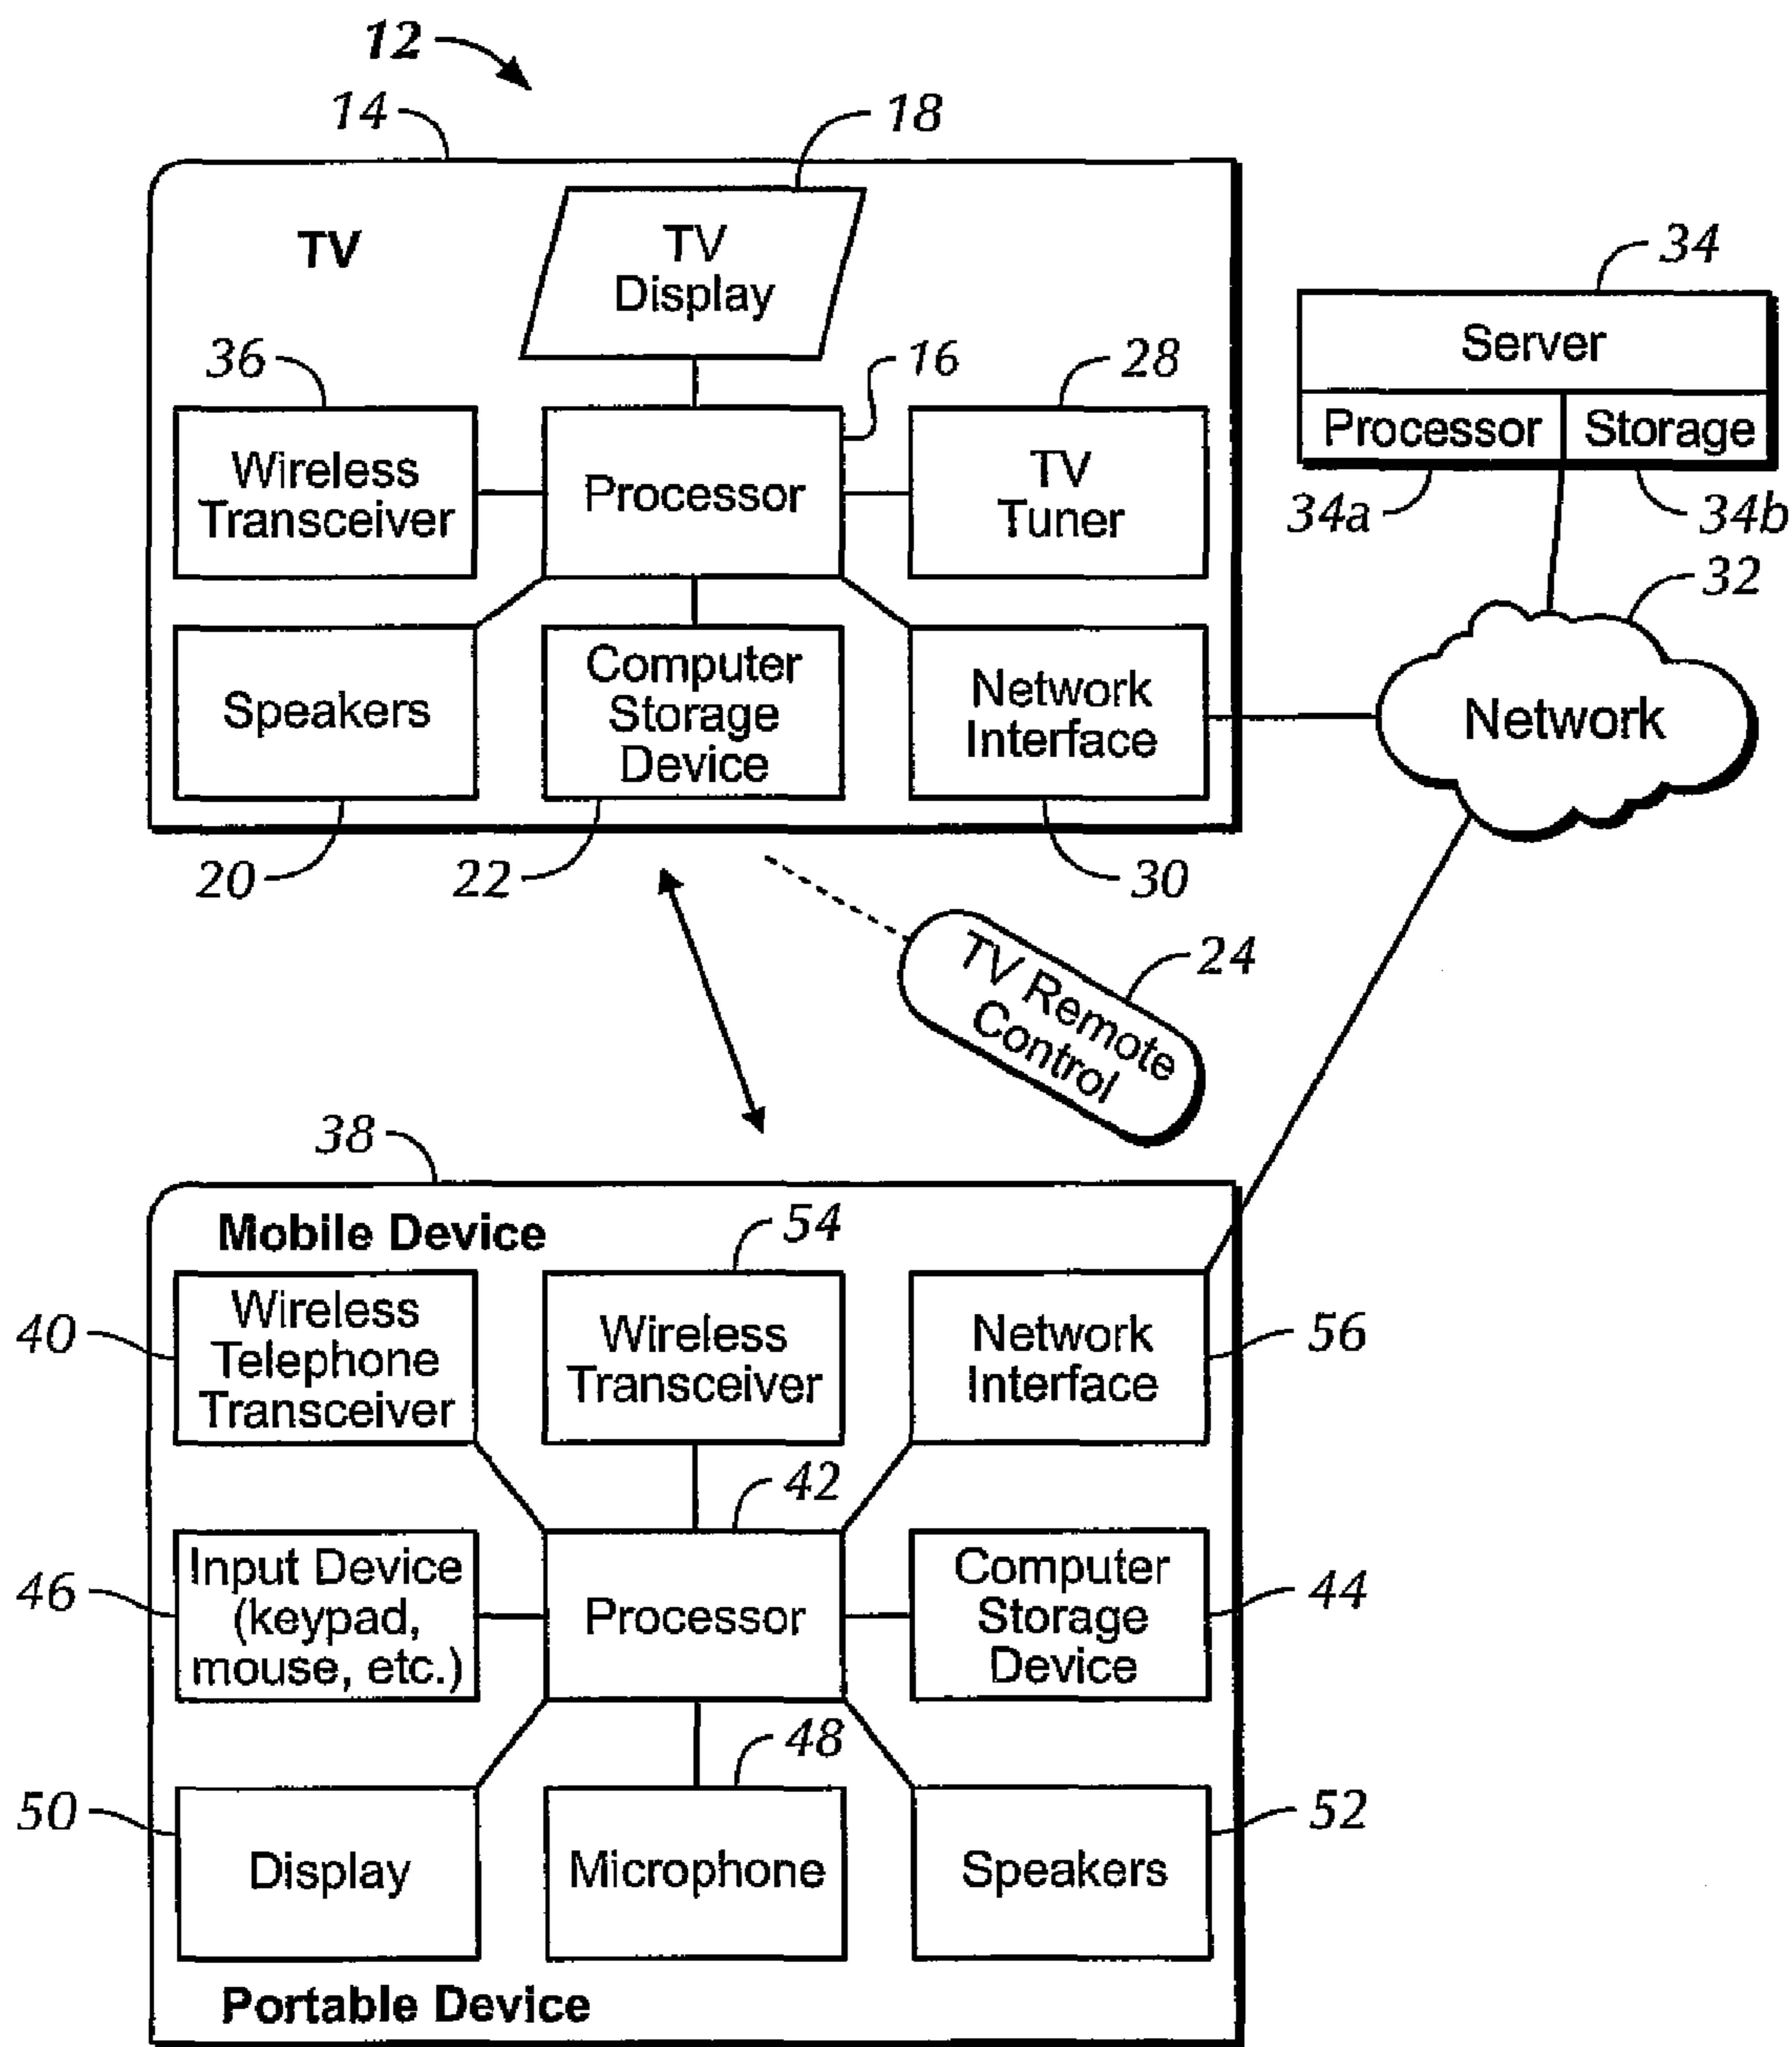 12
14
18
TV
TV
Display
34
Server
Processor
Storage
34a
34b
36
16
28
Wireless
Transceiver
Processor
TV
Tuner
32
Speakers
Computer
Storage
Device
Network
Interface
Network
20
22
30
24
TV Remote
Control
38
Mobile Device
54
40
Wireless
Telephone
Transceiver
Wireless
Transceiver
Network
Interface
56
42
46
Input Device
(keypad,
mouse, etc.)
Processor
Computer
Storage
Device
44
48
50
Display
Microphone
Speakers
52
Portable Device